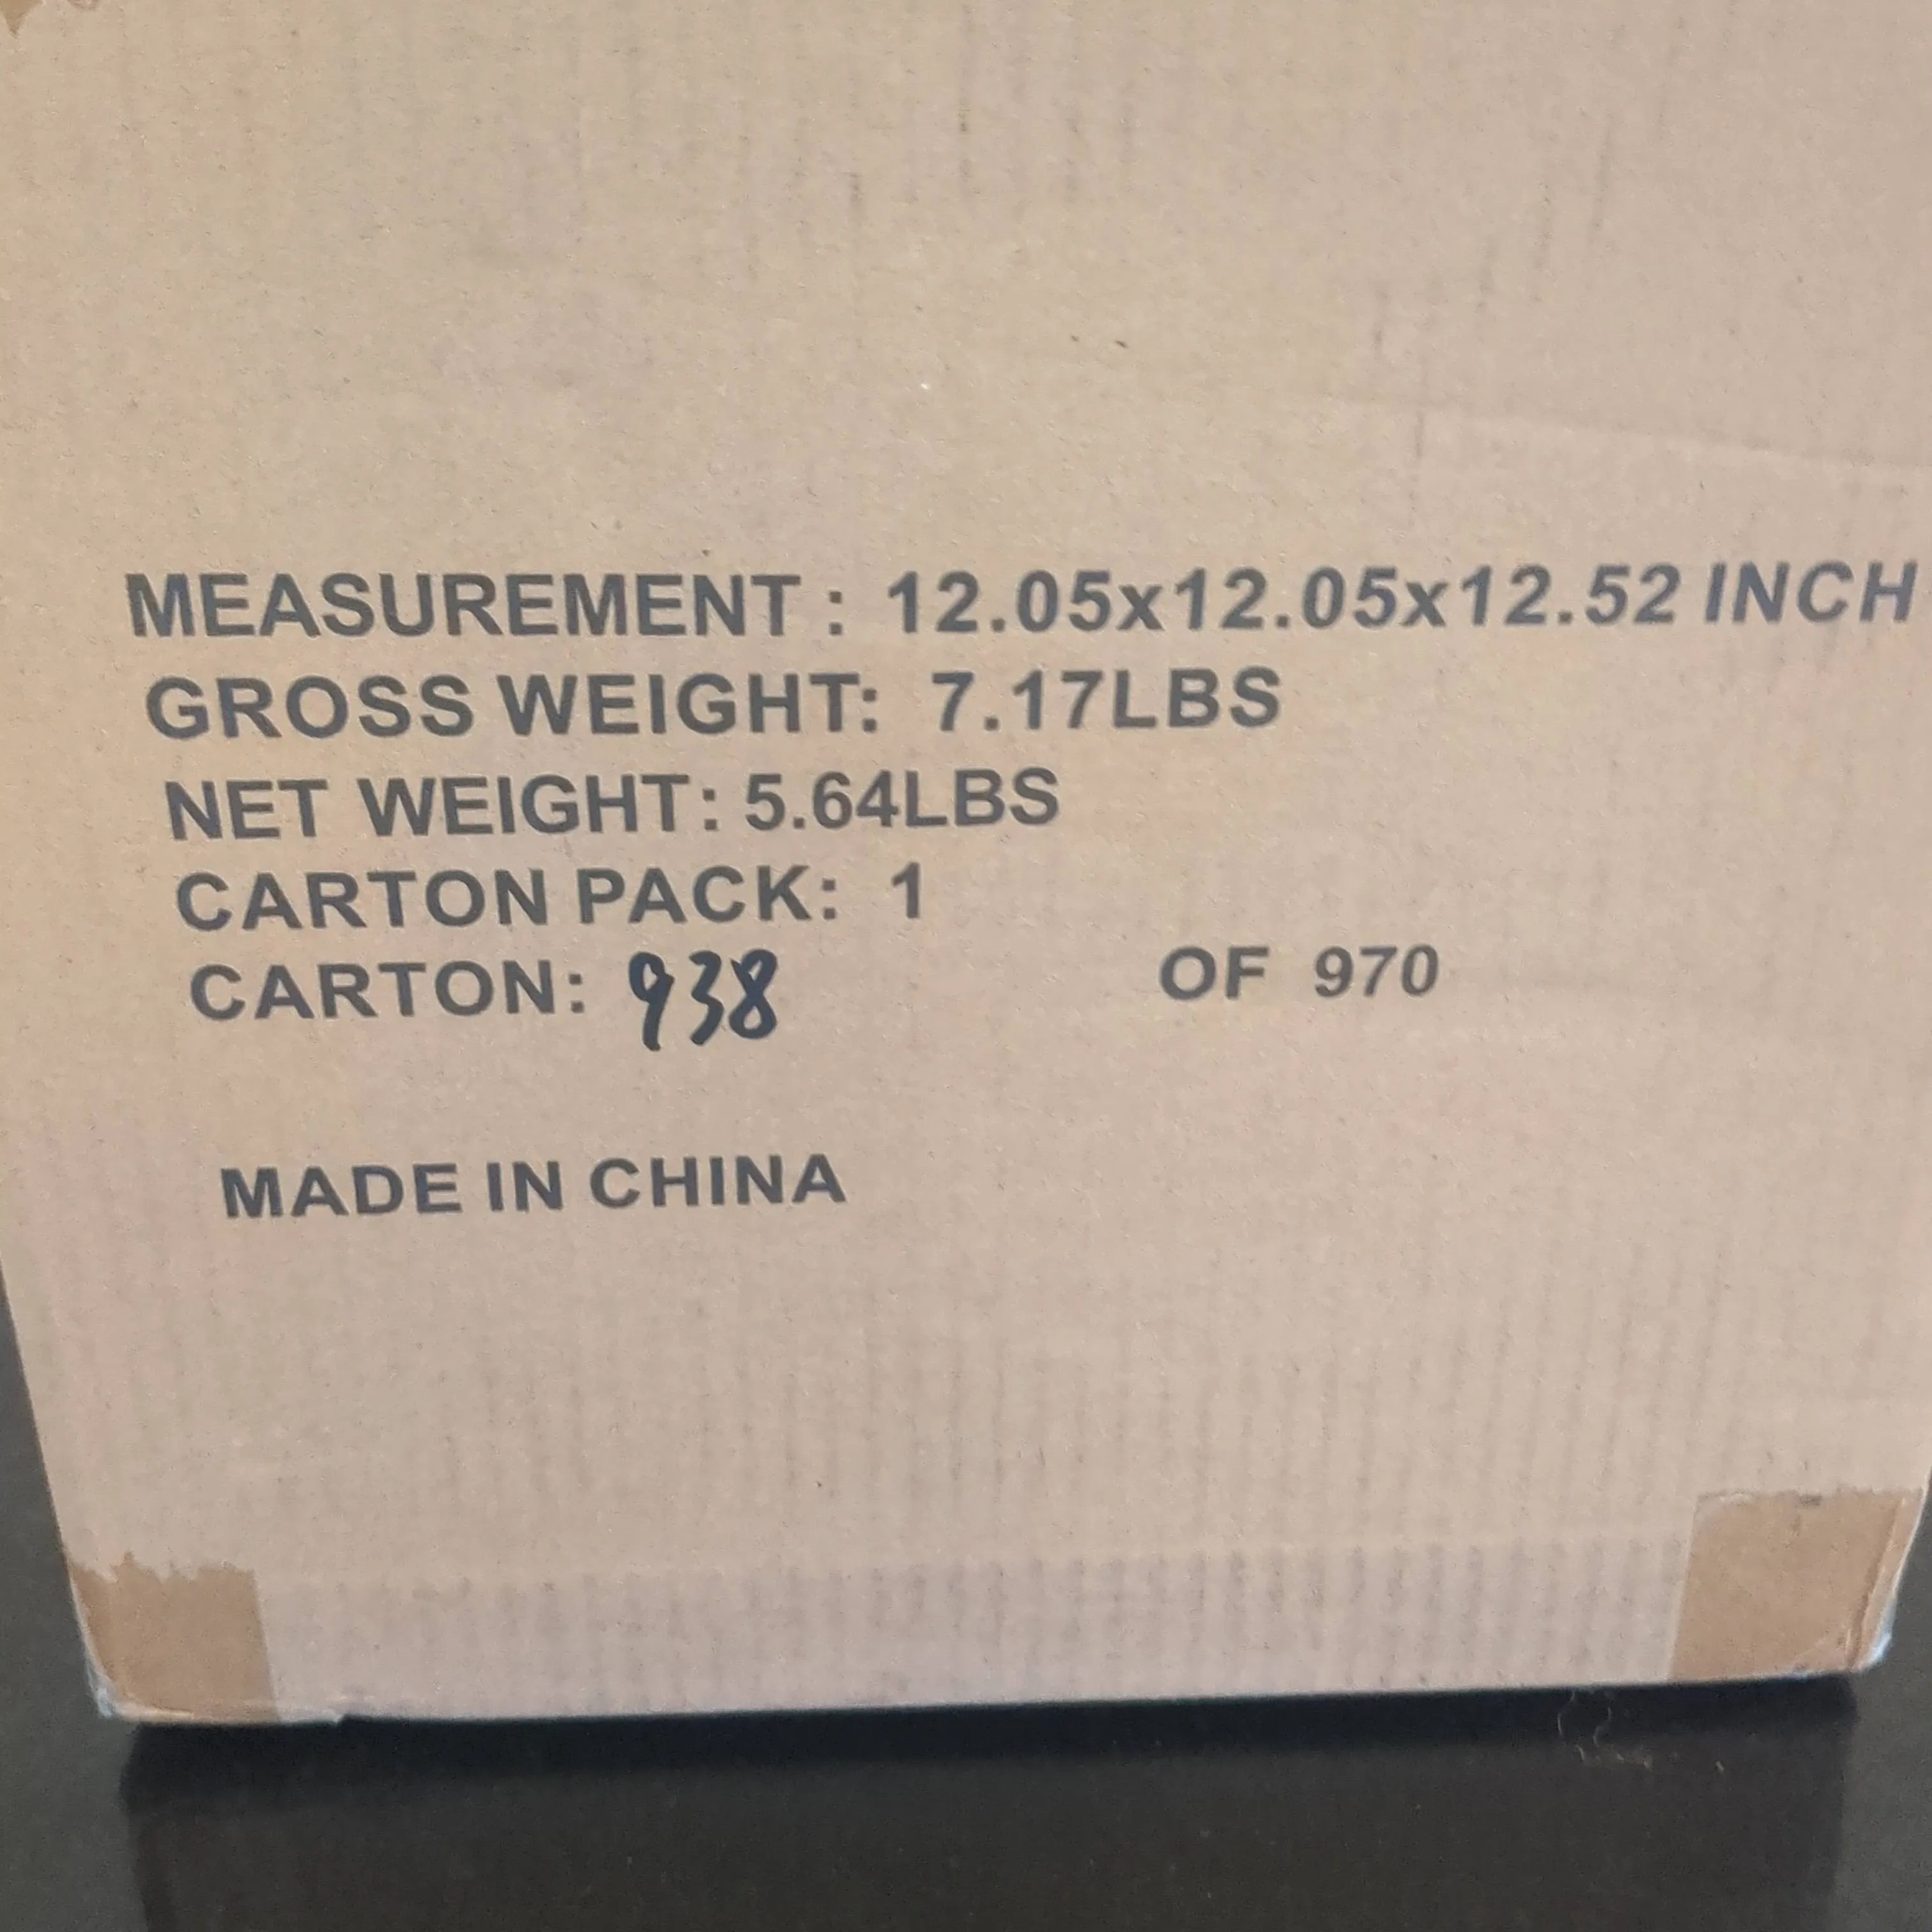 MEASUREMENT : 12.05x12.05x12.52 INCH
GROSS WEIGHT: 7.17LBS
NET WEIGHT: 5.64LBS
CARTON PACK: 1
CARTON: 938 OF 970
MADE IN CHINA